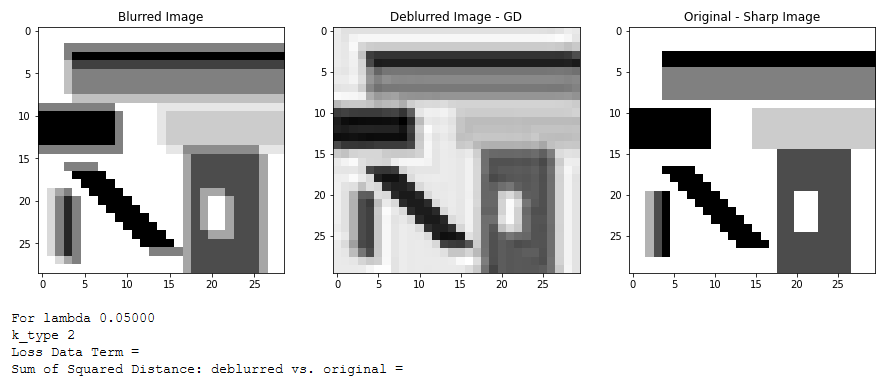 Blurred Image
Deblurred Image - GD
Original - Sharp Image
0
5
10
15
20
25
0 5 10 15 20 25
0
5
10
15
20
25
0 5 10 15 20 25
0
5
10
15
20
25
0 5 10 15 20 25
For lambda 0.05000
k_type 2
Loss Data Term =
Sum of Squared Distance: deblurred vs. original =